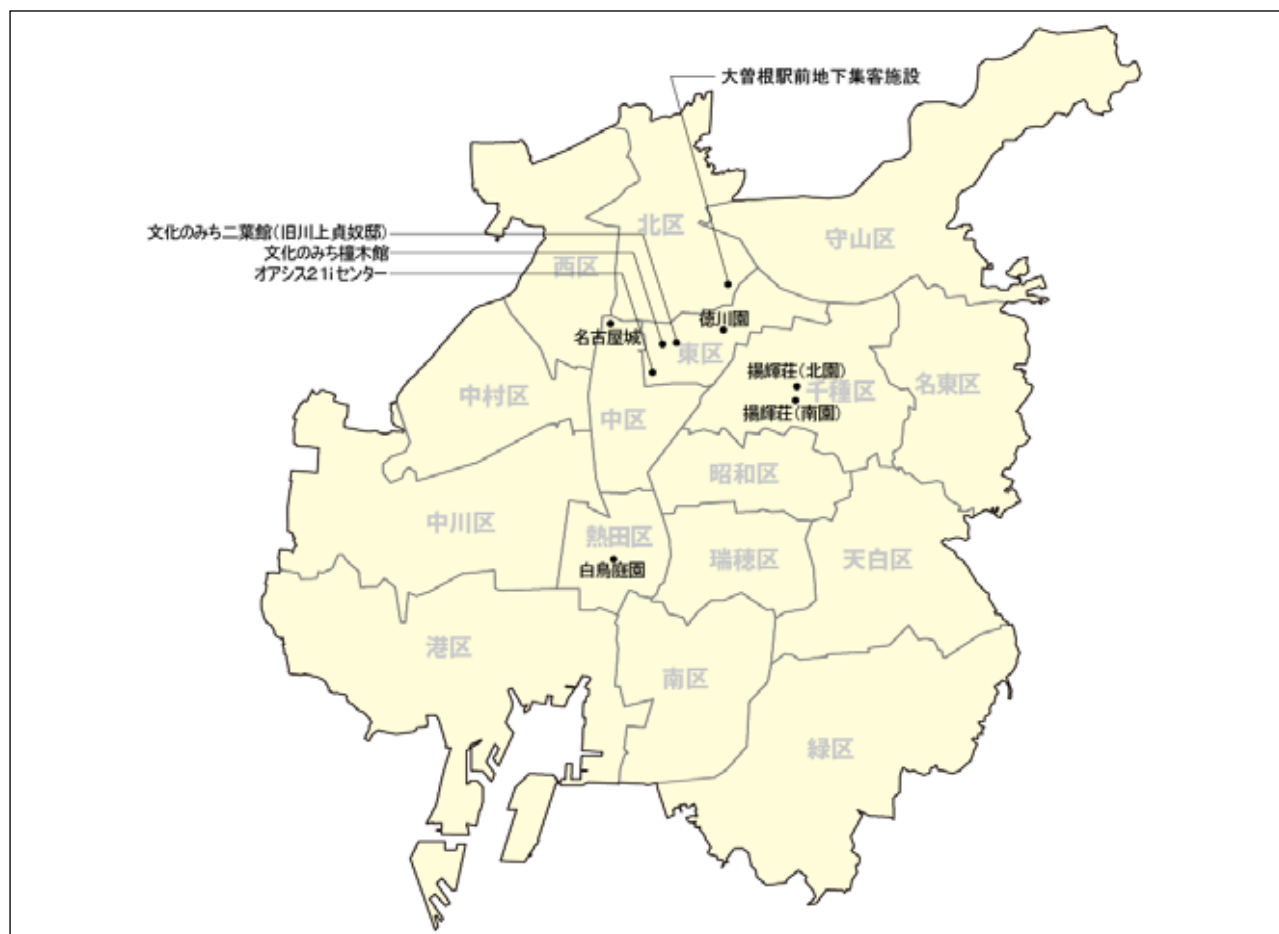 大曽根駅前地下集客施設
北区
守山区
文化のみち二葉館(旧川上貞奴邸)
文化のみち橦木館
オアシス21iセンター
西区
名古屋城
徳川園
東区
揚輝荘(北園)
千種区
揚輝荘(南園)
名東区
中村区
中区
昭和区
中川区
熱田区
白鳥庭園
瑞穂区
天白区
港区
南区
緑区